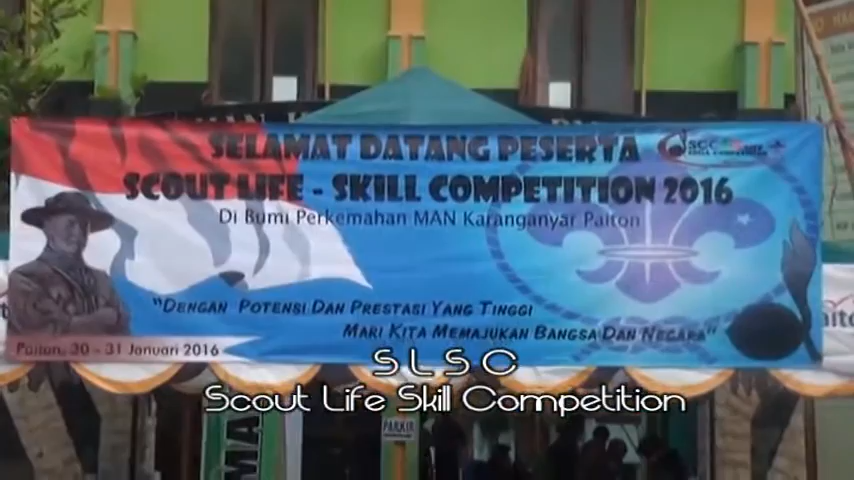 SELAMAT DATANG PESERTA
SCOUT LIFE - SKILL COMPETITION 2016
Di Bumi Perkemahan MAN Karanganyar Paiton
"DENGAN POTENSI DAN PRESTASI YANG TINGGI
MARI KITA MEMAJUKAN BANGSA DAN NEGARA"
Paiton, 30 - 31 Januari 2016
SLSC
Scout Life Skill Competition
PARKIR